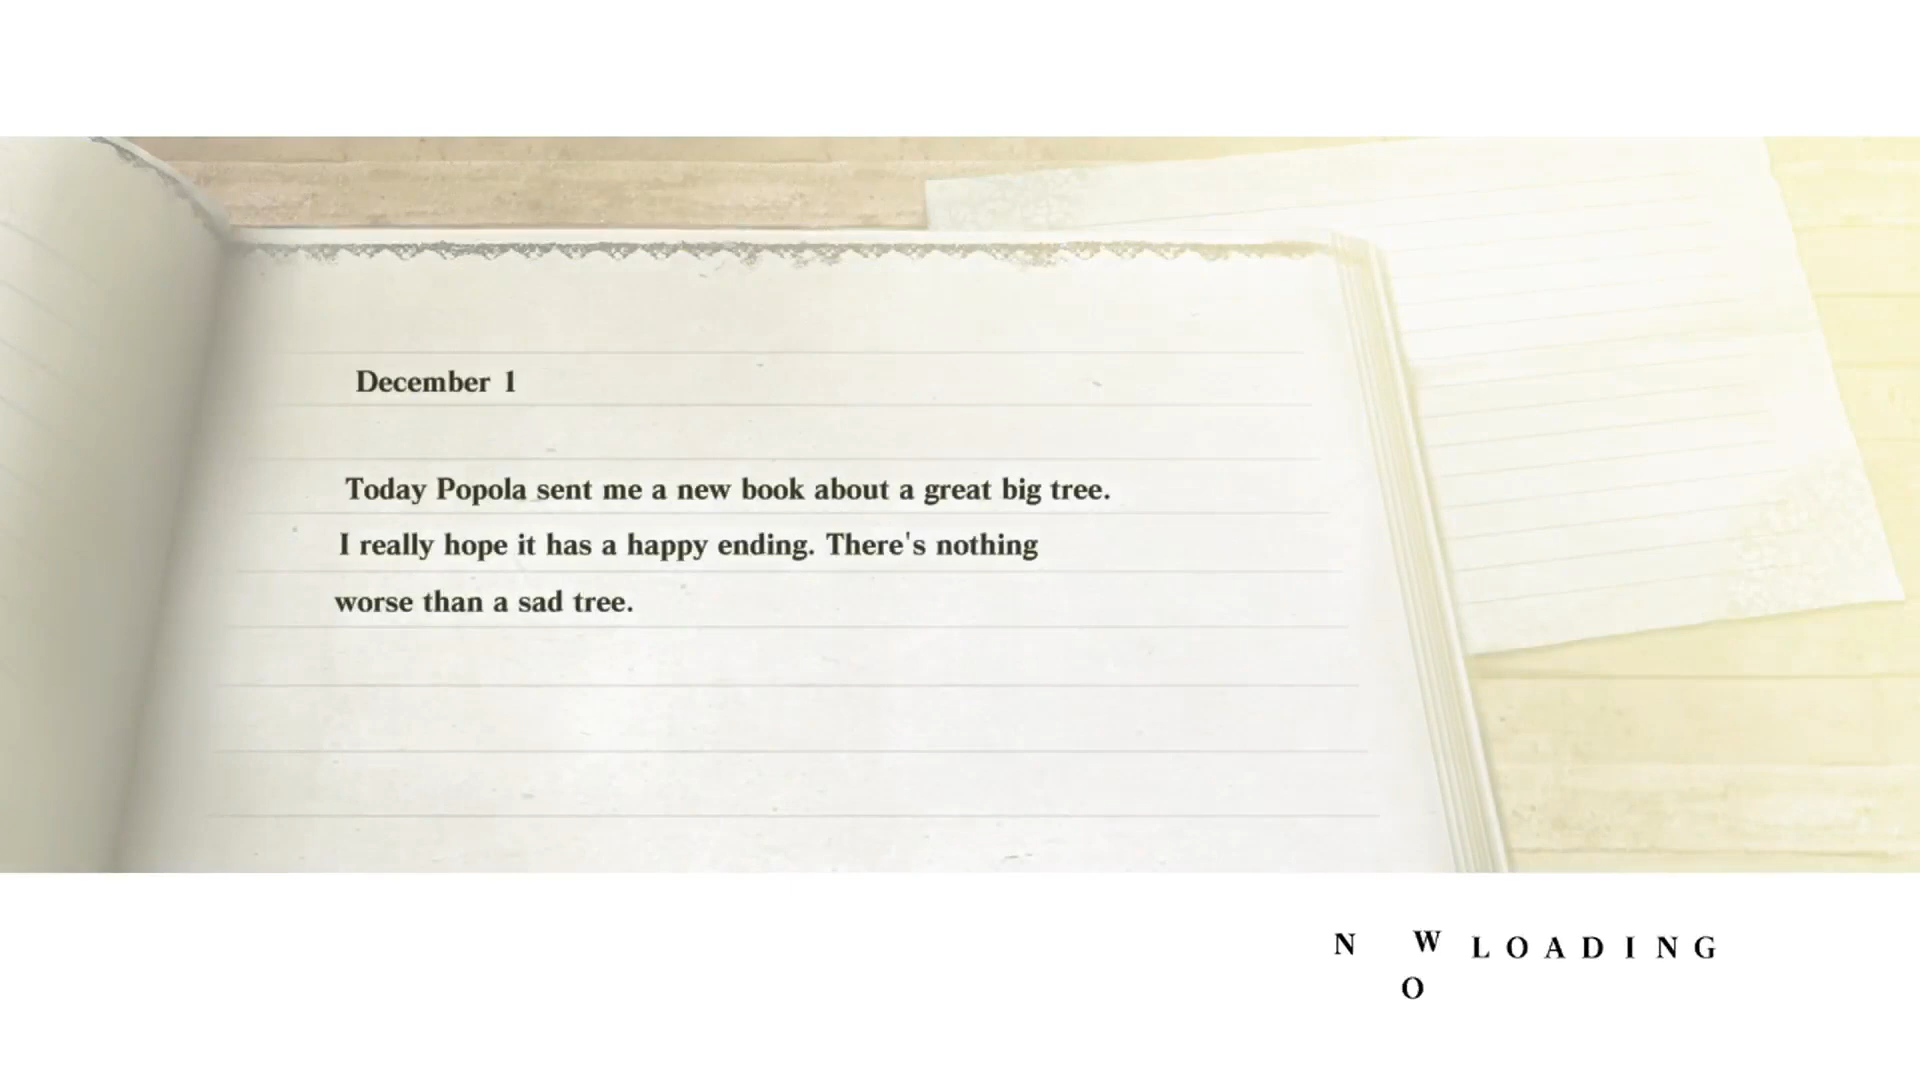 December 1
Today Popola sent me a new book about a great big tree.
I really hope it has a happy ending. There's nothing
worse than a sad tree.
NOW LOADING